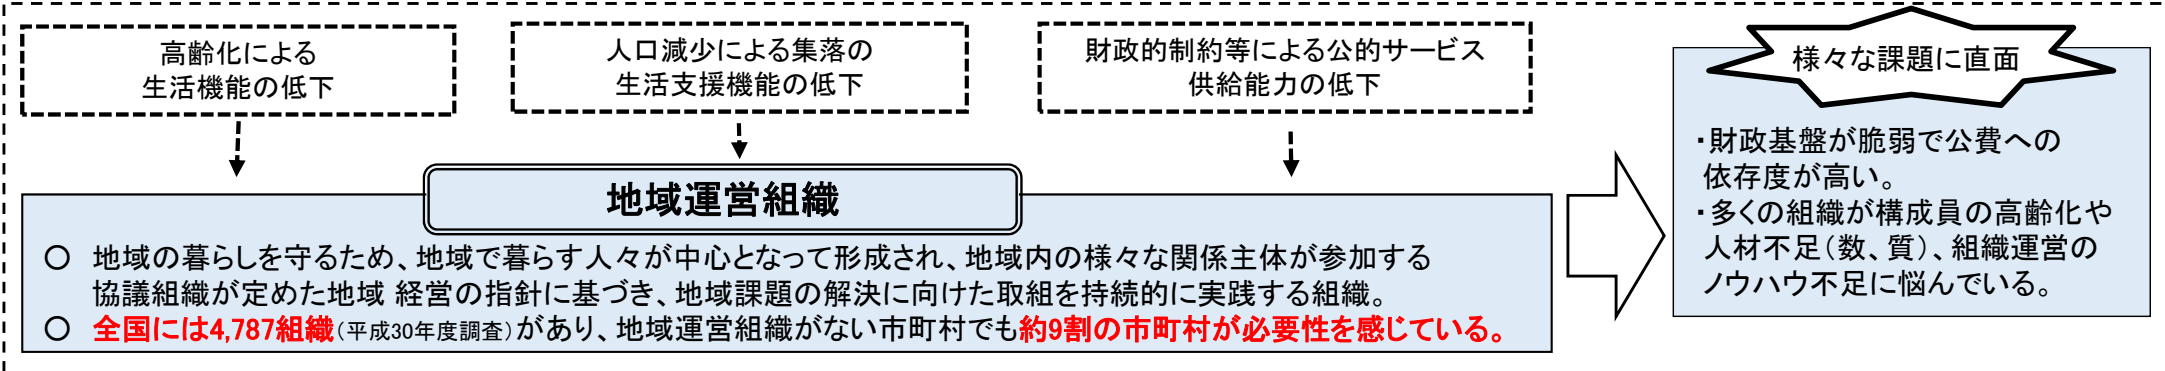 高齢化による
生活機能の低下
人口減少による集落の
生活支援機能の低下
財政的制約等による公的サービス
供給能力の低下
地域運営組織
〇 地域の暮らしを守るため、地域で暮らす人々が中心となって形成され、地域内の様々な関係主体が参加する
協議組織が定めた地域 経営の指針に基づき、地域課題の解決に向けた取組を持続的に実践する組織。
〇 全国には4,787組織（平成30年度調査）があり、地域運営組織がない市町村でも約9割の市町村が必要性を感じている。
様々な課題に直面
・財政基盤が脆弱で公費への
依存度が高い。
・多くの組織が構成員の高齢化や
人材不足（数、質）、組織運営の
ノウハウ不足に悩んでいる。